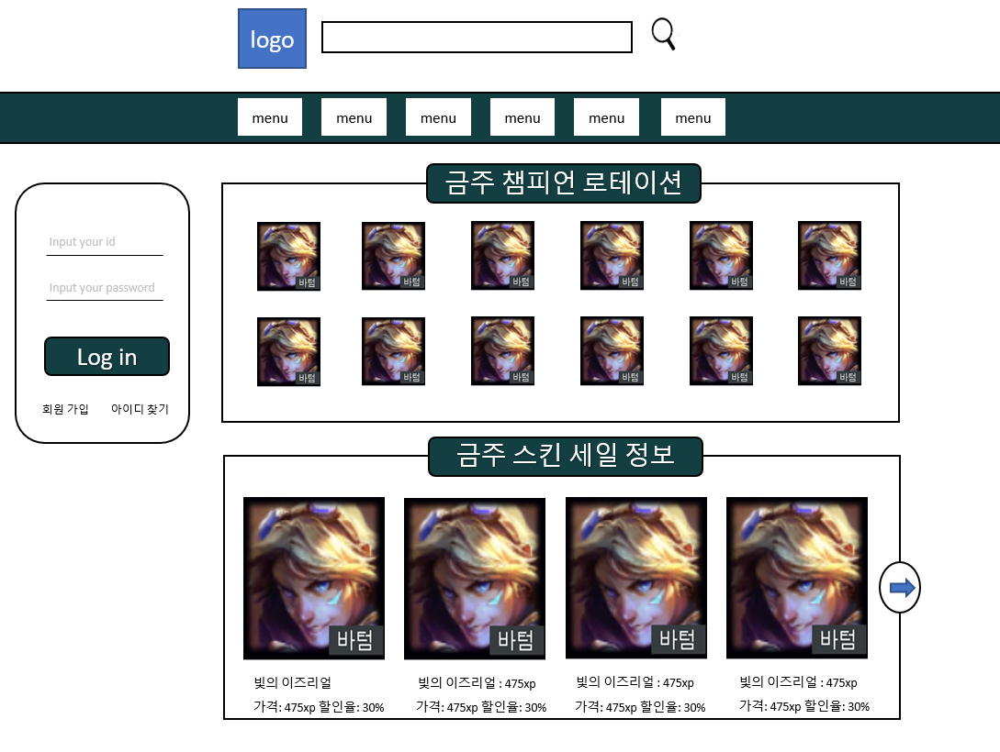 logo
menu menu menu menu menu menu
금주 챔피언 로테이션
Input your id
Input your password
Log in
회원 가입 아이디 찾기
바텀 바텀 바텀 바텀 바텀 바텀
바텀 바텀 바텀 바텀 바텀 바텀
금주 스킨 세일 정보
바텀 바텀 바텀 바텀
빛의 이즈리얼
가격: 475xp 할인율: 30%
빛의 이즈리얼 : 475xp
가격: 475xp 할인율: 30%
빛의 이즈리얼 : 475xp
가격: 475xp 할인율: 30%
빛의 이즈리얼 : 475xp
가격: 475xp 할인율: 30%